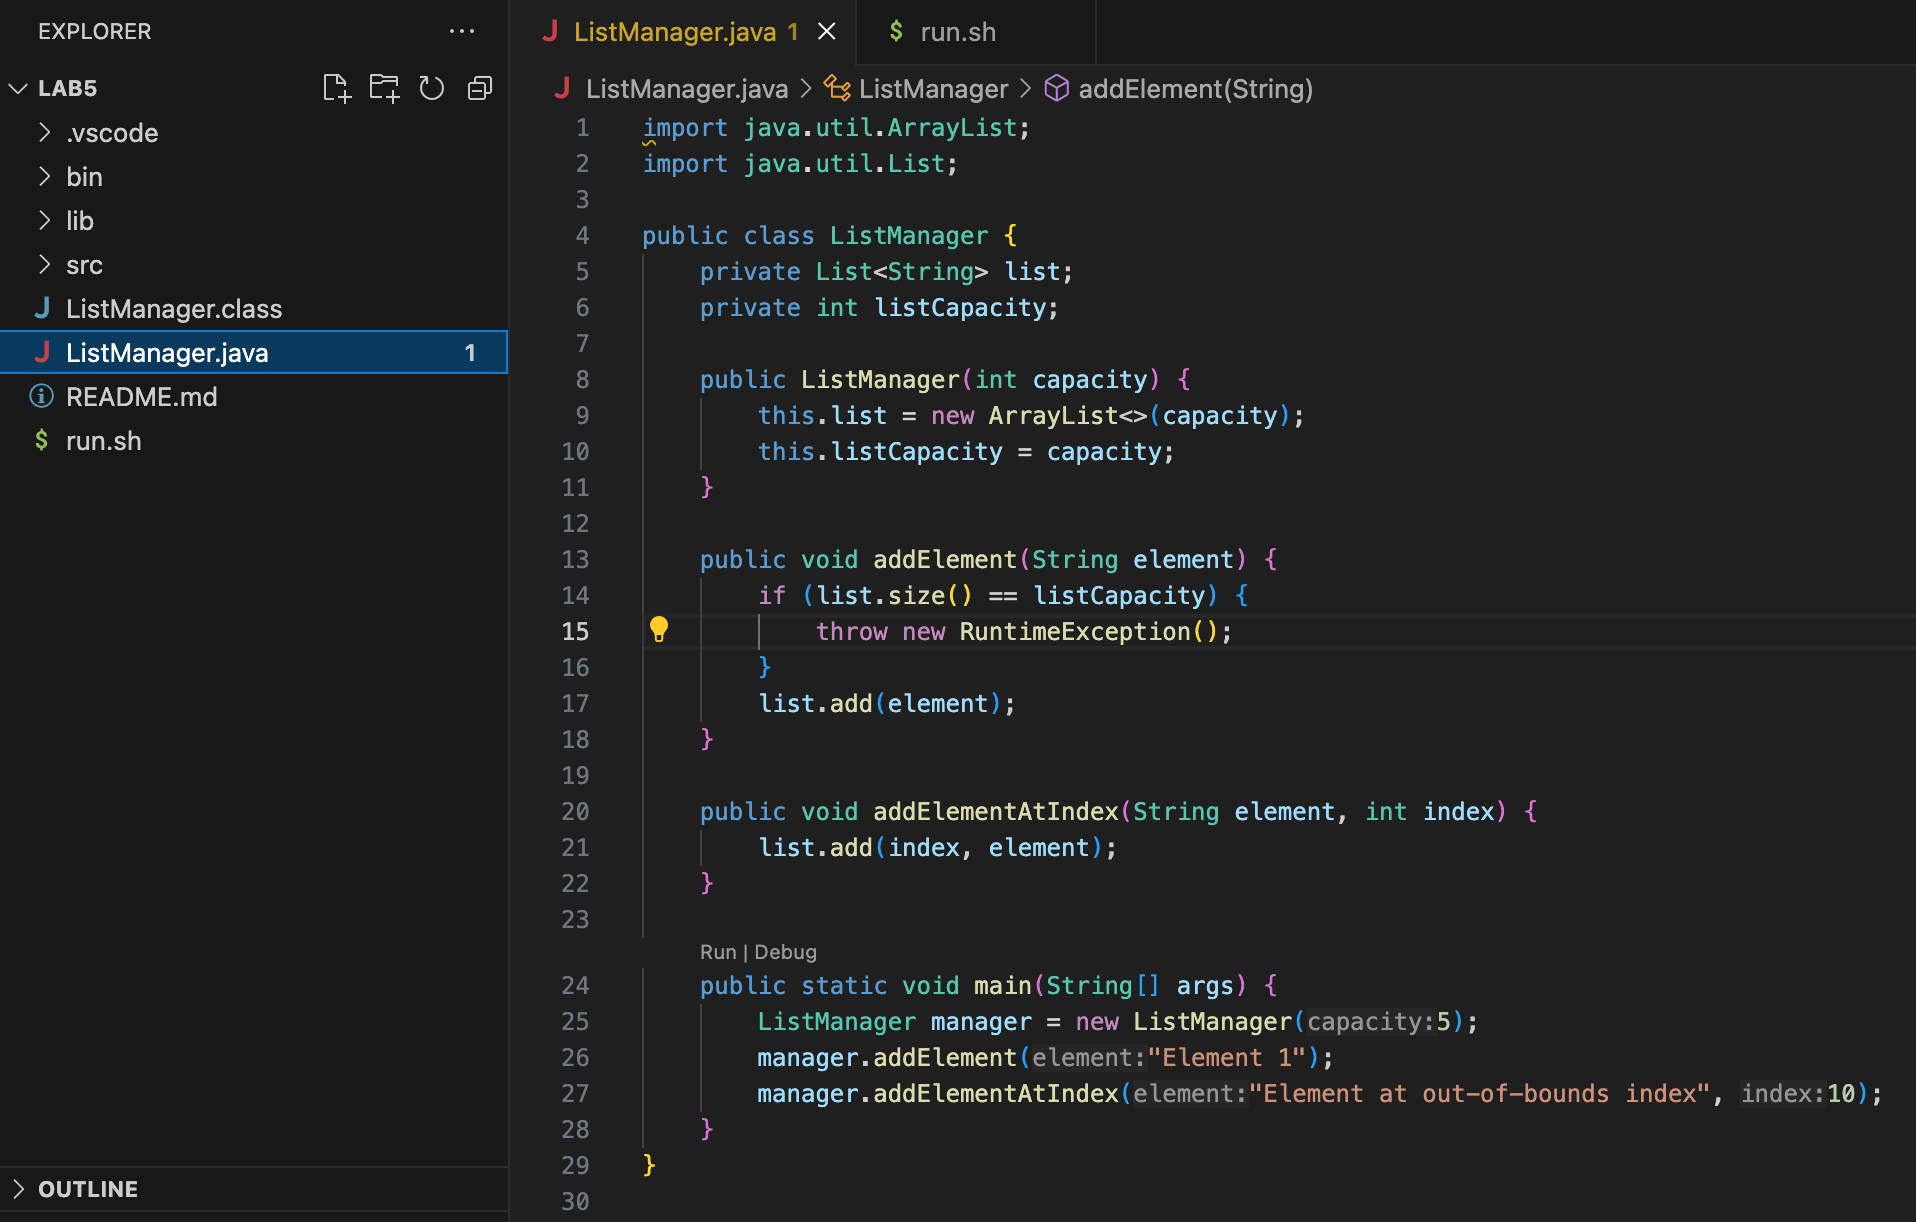 EXPLORER
LAB5
.vscode
bin
lib
src
J ListManager.class
J ListManager.java 1
README.md
$ run.sh
OUTLINE
J ListManager.java 1
$ run.sh
J ListManager.java > ListManager > addElement(String)
1 import java.util.ArrayList;
2 import java.util.List;
3
4 public class ListManager {
5     private List<String> list;
6     private int listCapacity;
7
8     public ListManager(int capacity) {
9         this.list = new ArrayList<>(capacity);
10         this.listCapacity = capacity;
11     }
12
13     public void addElement(String element) {
14         if (list.size() == listCapacity) {
15             throw new RuntimeException();
16         }
17         list.add(element);
18     }
19
20     public void addElementAtIndex(String element, int index) {
21         list.add(index, element);
22     }
23
Run | Debug
24     public static void main(String[] args) {
25         ListManager manager = new ListManager(capacity:5);
26         manager.addElement(element:"Element 1");
27         manager.addElementAtIndex(element:"Element at out-of-bounds index", index:10);
28     }
29 }
30